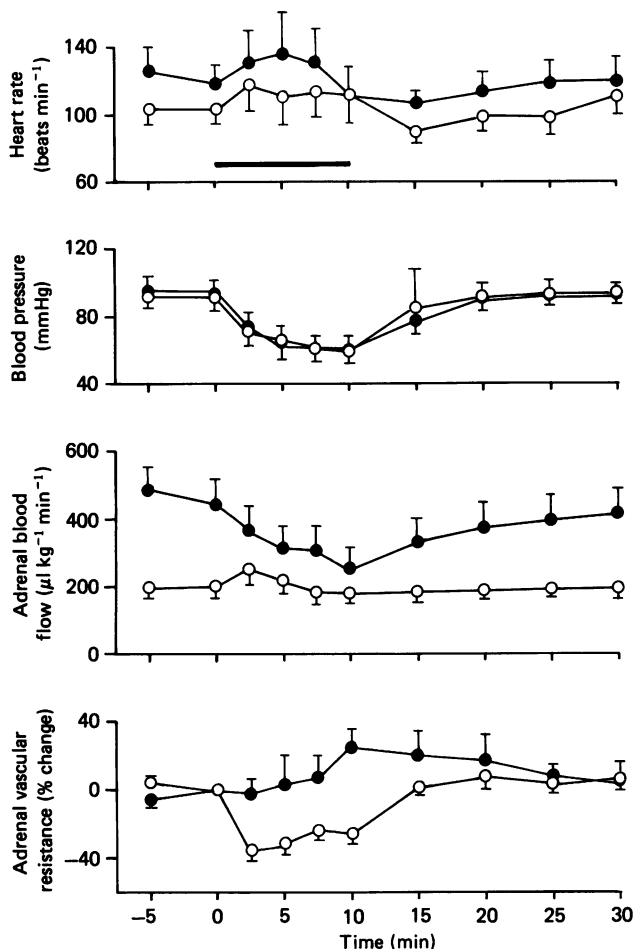 Heart rate
(beats min⁻¹)
140
100
60
Blood pressure
(mmHg)
120
80
40
Adrenal blood
flow (μl kg⁻¹ min⁻¹)
600
400
200
0
Adrenal vascular
resistance (% change)
40
0
−40
−5 0 5 10 15 20 25 30
Time (min)